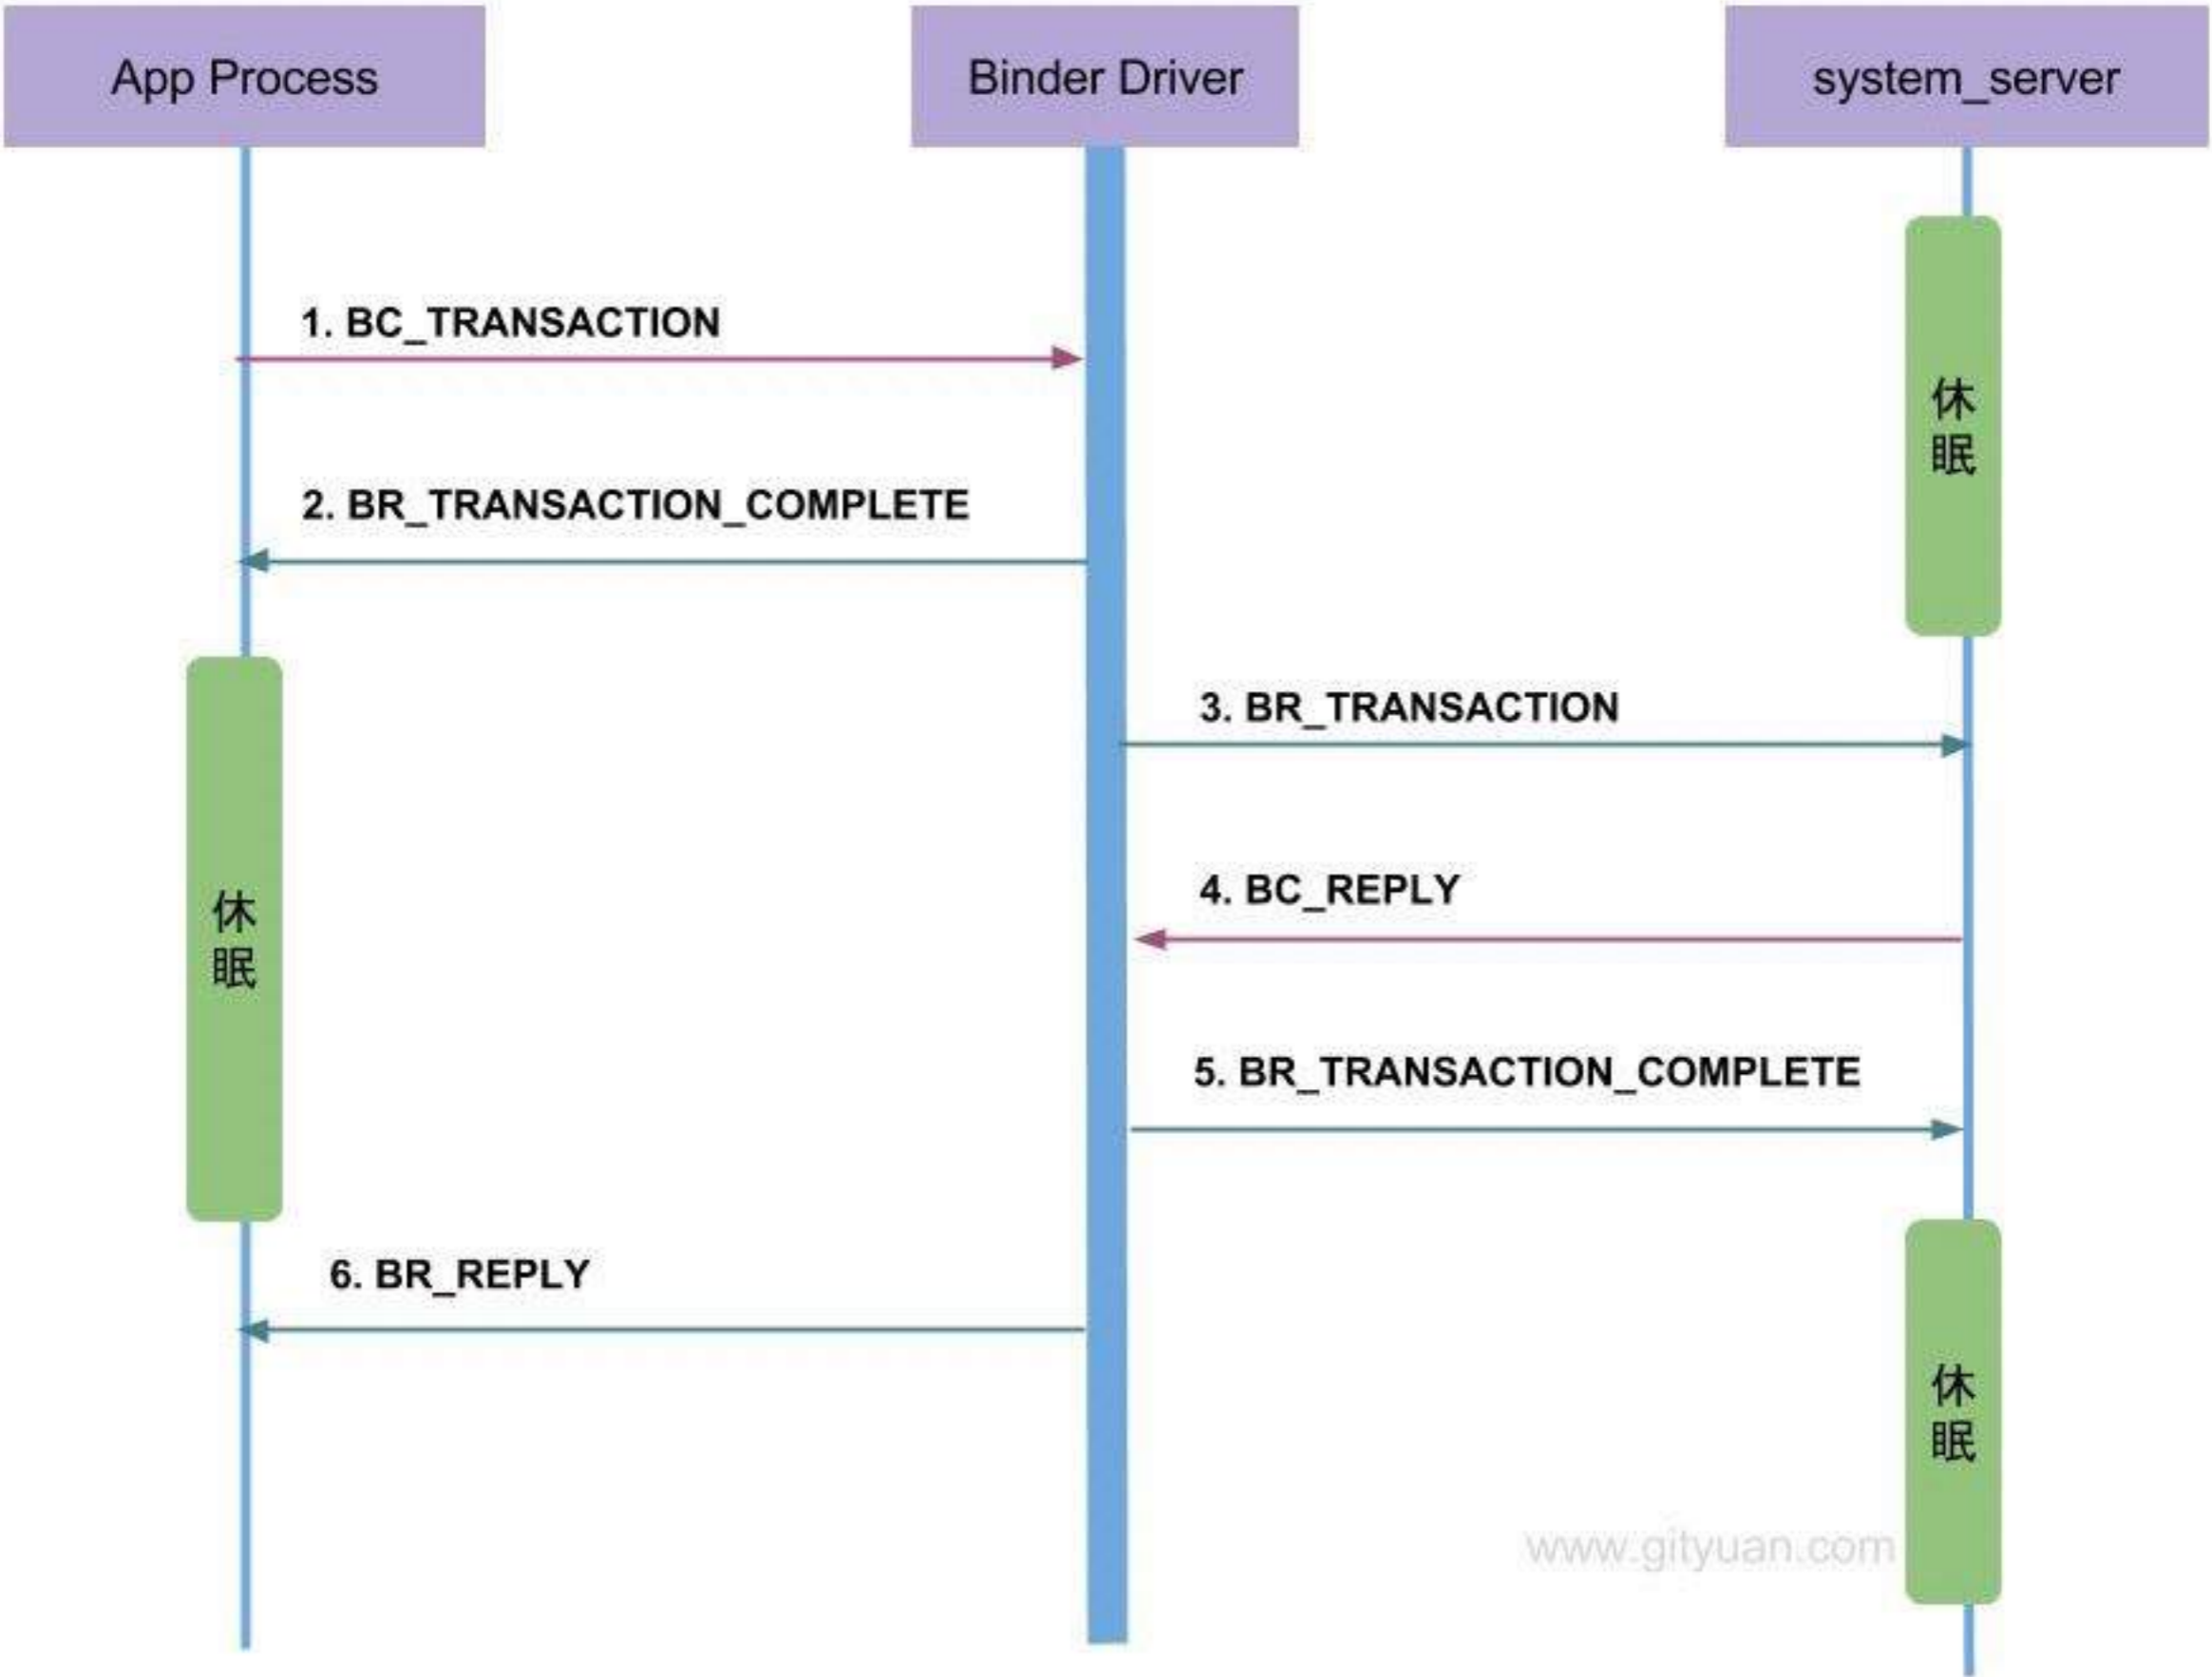 App Process
Binder Driver
system_server
1. BC_TRANSACTION
休
眠
2. BR_TRANSACTION_COMPLETE
3. BR_TRANSACTION
4. BC_REPLY
休
眠
5. BR_TRANSACTION_COMPLETE
6. BR_REPLY
休
眠
www.gityuan.com